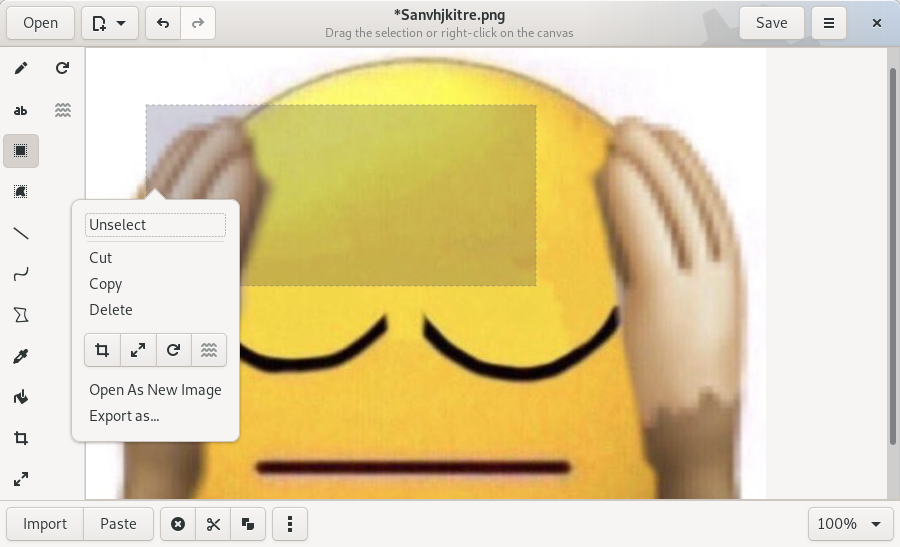 Open
*Sanvhjkitre.png
Drag the selection or right-click on the canvas
Save
ab
Unselect
Cut
Copy
Delete
Open As New Image
Export as...
Import
Paste
100%